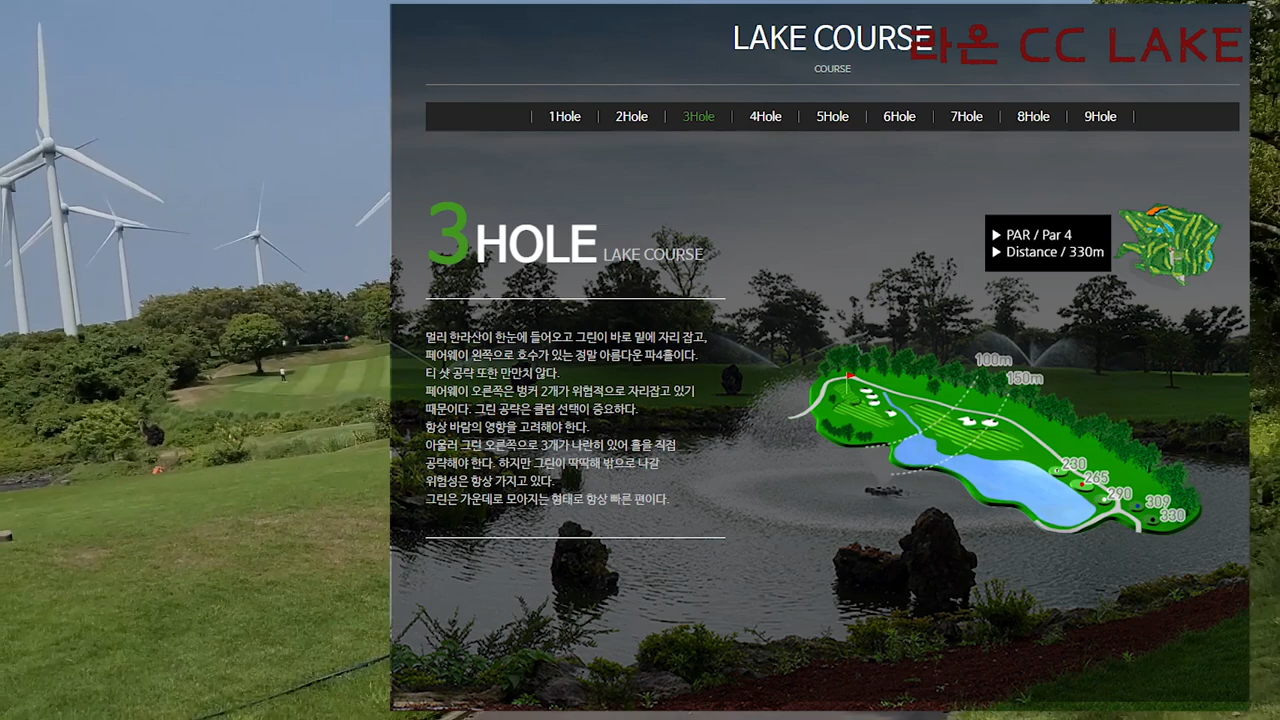 LAKE COURSE
라온 CC LAKE
COURSE
1Hole 2Hole 3Hole 4Hole 5Hole 6Hole 7Hole 8Hole 9Hole
3 HOLE LAKE COURSE
▶ PAR / Par 4
▶ Distance / 330m
멀리 한라산이 한눈에 들어오고 그린이 바로 밑에 자리 잡고,
페어웨이 왼쪽으로 호수가 있는 정말 아름다운 파4홀이다.
티 샷 공략 또한 만만치 않다.
페어웨이 오른쪽은 벙커 2개가 위협적으로 자리잡고 있기
때문이다. 그린 공략은 클럽 선택이 중요하다.
항상 바람의 영향을 고려해야 한다.
아울러 그린 오른쪽으로 3개가 나란히 있어 홀을 직접
공략해야 한다. 하지만 그린이 딱딱해 밖으로 나갈
위험성은 항상 가지고 있다.
그린은 가운데로 모아지는 형태로 항상 빠른 편이다.
100m
150m
230
265
290
309
330